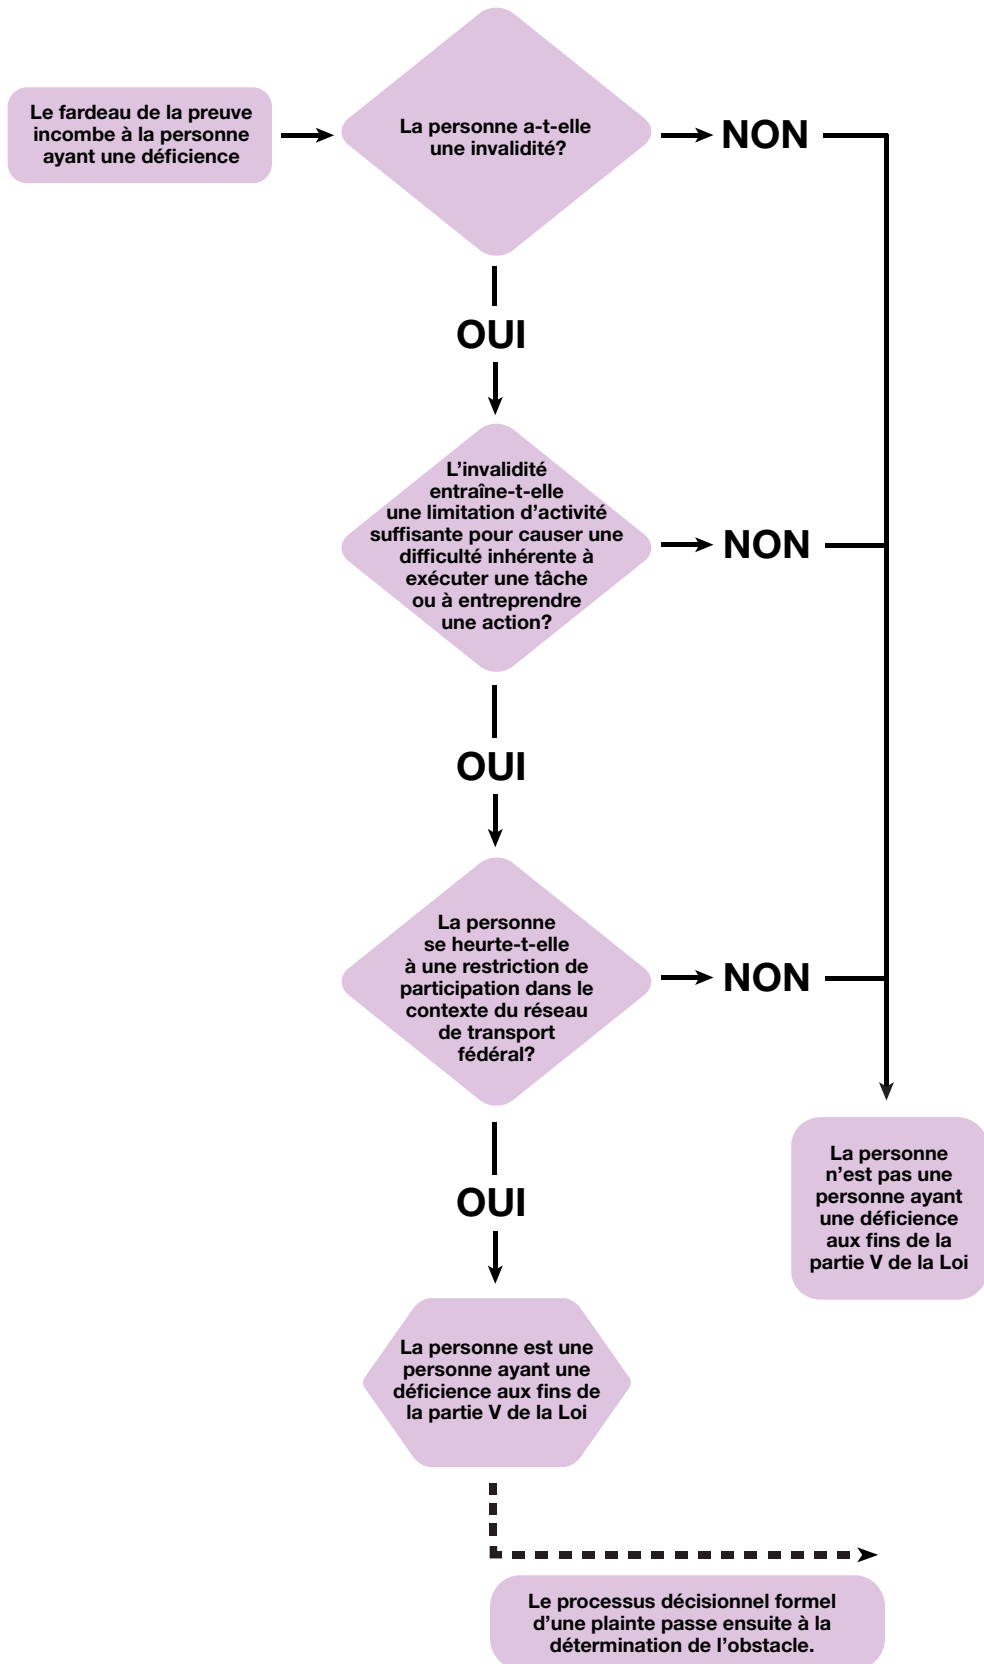 Le fardeau de la preuve
incombe à la personne
ayant une déficience
La personne a-t-elle
une invalidité?
NON
OUI
L’invalidité
entraîne-t-elle
une limitation d’activité
suffisante pour causer une
difficulté inhérente à
exécuter une tâche
ou à entreprendre
une action?
NON
OUI
La personne
se heurte-t-elle
à une restriction de
participation dans le
contexte du réseau
de transport
fédéral?
NON
OUI
La personne
n’est pas une
personne ayant
une déficience
aux fins de la
partie V de la Loi
La personne est une
personne ayant une
déficience aux fins de
la partie V de la Loi
Le processus décisionnel formel
d’une plainte passe ensuite à la
détermination de l’obstacle.